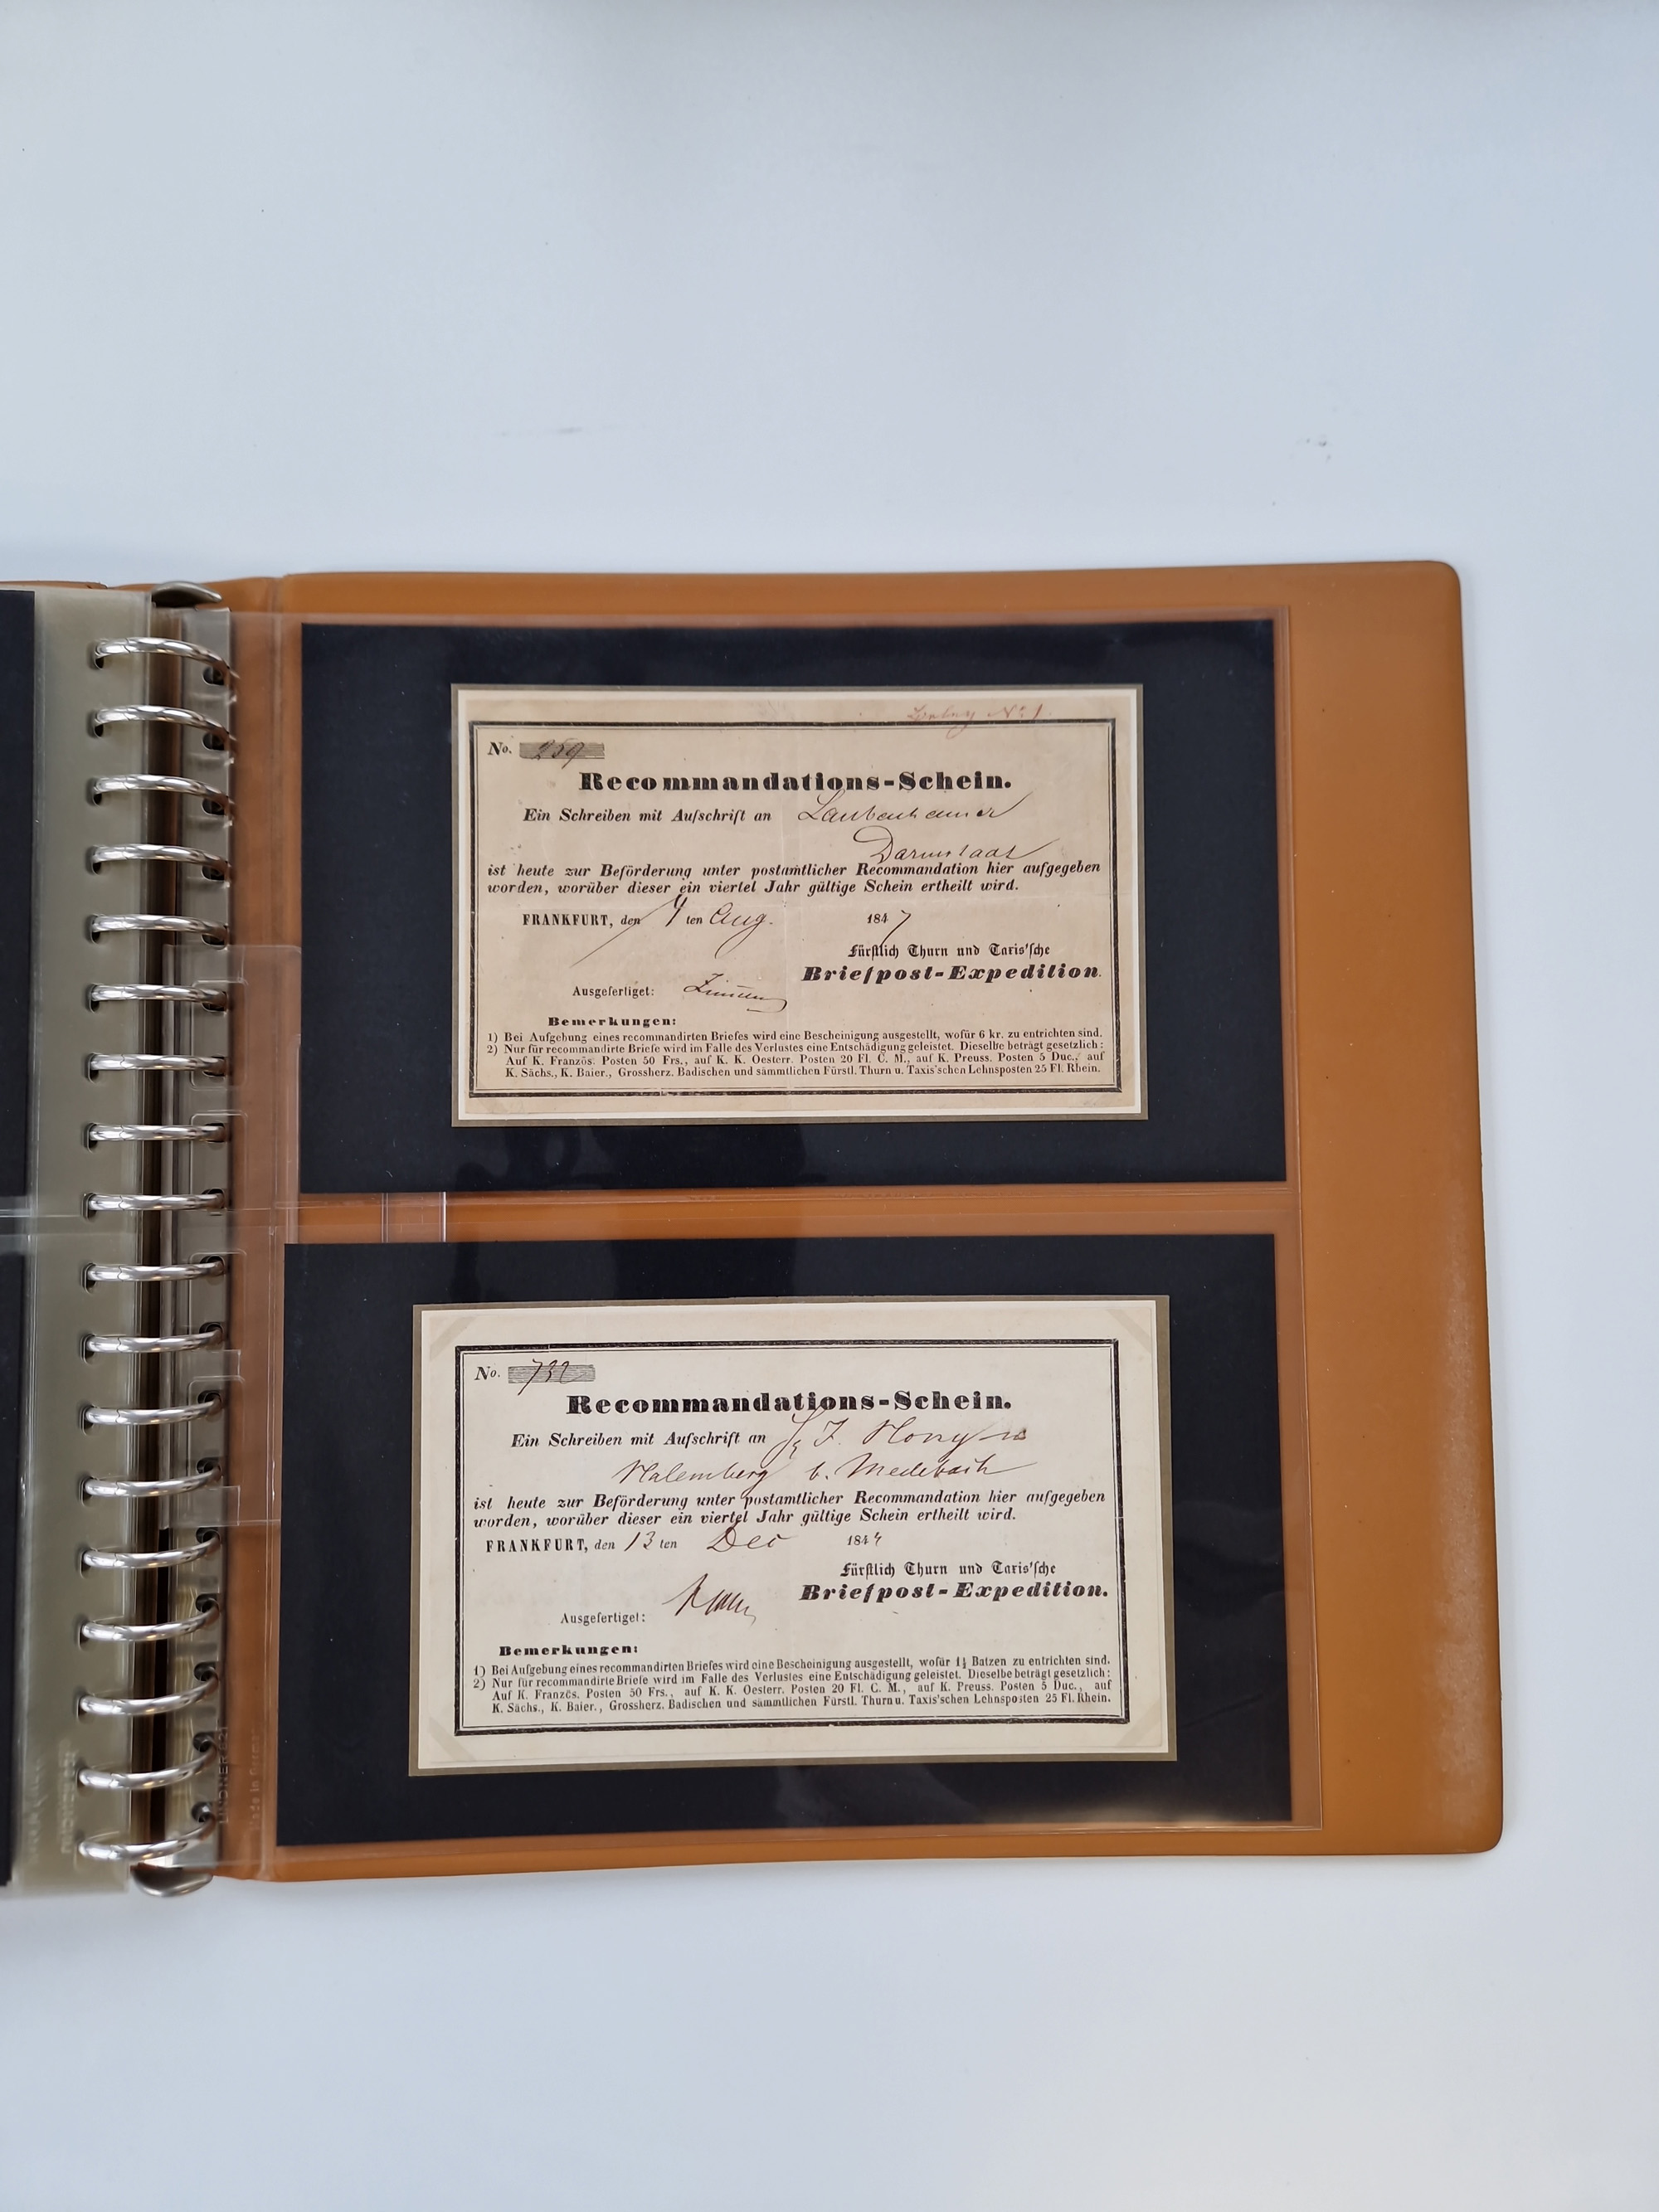 No. 259
Recommandations-Schein.
Ein Schreiben mit Aufschrift an
Darmstadt
ist heute zur Beförderung unter postamtlicher Recommandation hier aufgegeben
worden, worüber dieser ein viertel Jahr gültige Schein ertheilt wird.
FRANKFURT, den ten Aug. 1847
Fürstlich Thurn und Taxis'sche
Briefpost-Expedition.
Ausgefertiget:
Bemerkungen:
1) Bei Aufgebung eines recommandirten Briefes wird eine Bescheinigung ausgestellt, wofür 6 kr. zu entrichten sind.
2) Nur für recommandirte Briefe wird im Falle des Verlustes eine Entschädigung geleistet. Dieselbe beträgt gesetzlich:
Auf K. Französ. Posten 50 Frs., auf K. K. Oesterr. Posten 20 Fl. C. M., auf K. Preuss. Posten 5 Duc., auf
K. Sächs., K. Baier., Grossherz. Badischen und sämmtlichen Fürstl. Thurn u. Taxis'schen Lehnsposten 25 Fl. Rhein.
No. 732
Recommandations-Schein.
Ein Schreiben mit Aufschrift an
b. Medebach
ist heute zur Beförderung unter postamtlicher Recommandation hier aufgegeben
worden, worüber dieser ein viertel Jahr gültige Schein ertheilt wird.
FRANKFURT, den 13 ten Dec 1844
Fürstlich Thurn und Taxis'sche
Briefpost-Expedition.
Ausgefertiget:
Bemerkungen:
1) Bei Aufgebung eines recommandirten Briefes wird eine Bescheinigung ausgestellt, wofür 1½ Batzen zu entrichten sind.
2) Nur für recommandirte Briefe wird im Falle des Verlustes eine Entschädigung geleistet. Dieselbe beträgt gesetzlich:
Auf K. Französ. Posten 50 Frs., auf K. K. Oesterr. Posten 20 Fl. C. M., auf K. Preuss. Posten 5 Duc., auf
K. Sächs., K. Baier., Grossherz. Badischen und sämmtlichen Fürstl. Thurn u. Taxis'schen Lehnsposten 25 Fl. Rhein.